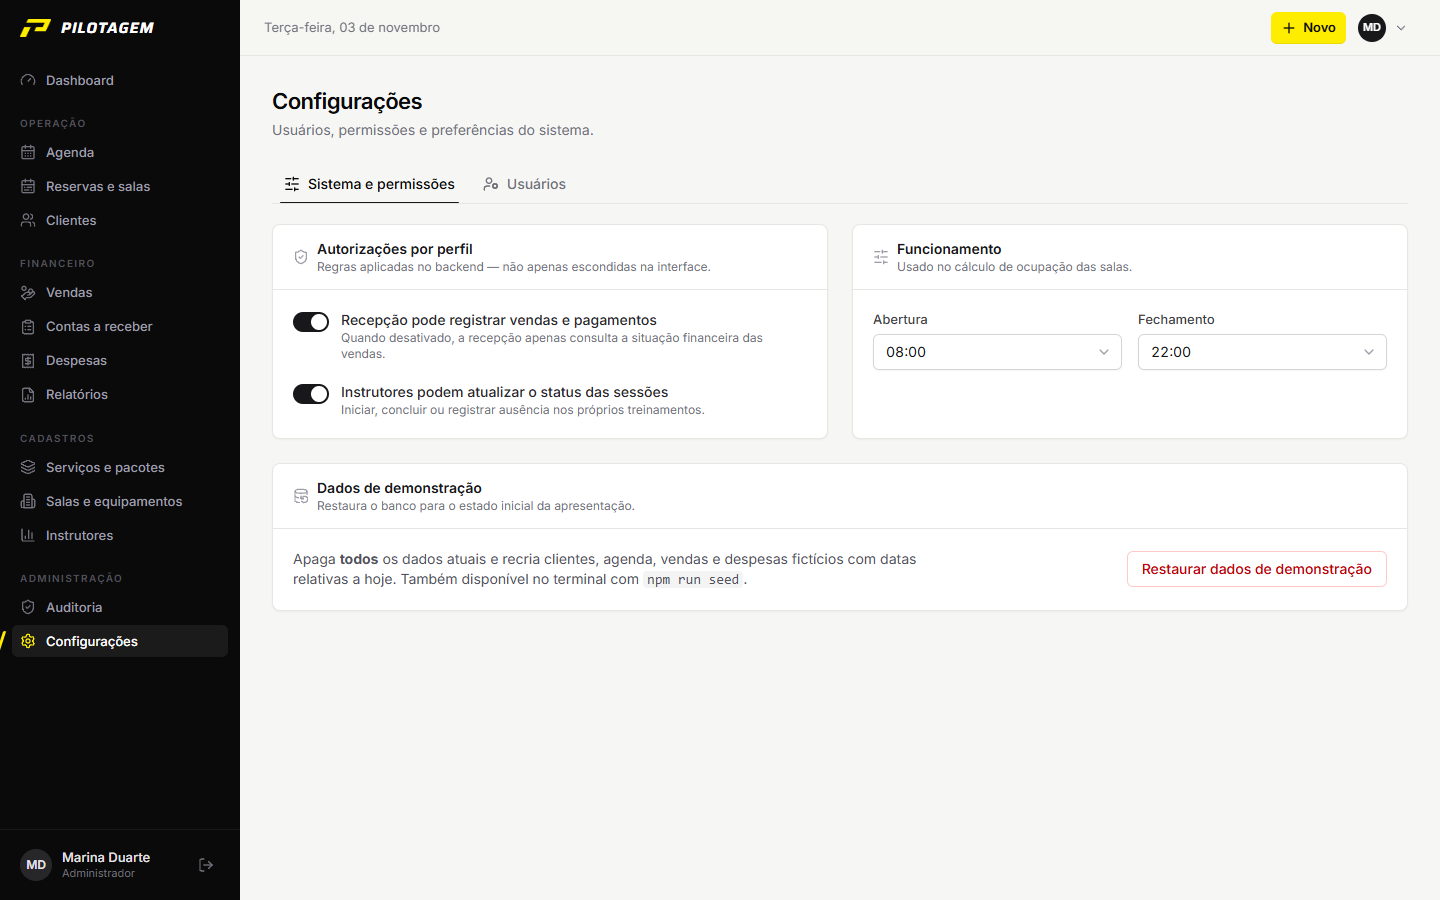 PILOTAGEM
Dashboard
OPERAÇÃO
Agenda
Reservas e salas
Clientes
FINANCEIRO
Vendas
Contas a receber
Despesas
Relatórios
CADASTROS
Serviços e pacotes
Salas e equipamentos
Instrutores
ADMINISTRAÇÃO
Auditoria
Configurações
MD
Marina Duarte
Administrador
Terça-feira, 03 de novembro
Novo
MD
Configurações
Usuários, permissões e preferências do sistema.
Sistema e permissões
Usuários
Autorizações por perfil
Regras aplicadas no backend — não apenas escondidas na interface.
Recepção pode registrar vendas e pagamentos
Quando desativado, a recepção apenas consulta a situação financeira das
vendas.
Instrutores podem atualizar o status das sessões
Iniciar, concluir ou registrar ausência nos próprios treinamentos.
Funcionamento
Usado no cálculo de ocupação das salas.
Abertura
Fechamento
08:00
22:00
Dados de demonstração
Restaura o banco para o estado inicial da apresentação.
Apaga todos os dados atuais e recria clientes, agenda, vendas e despesas fictícios com datas
relativas a hoje. Também disponível no terminal com npm run seed.
Restaurar dados de demonstração